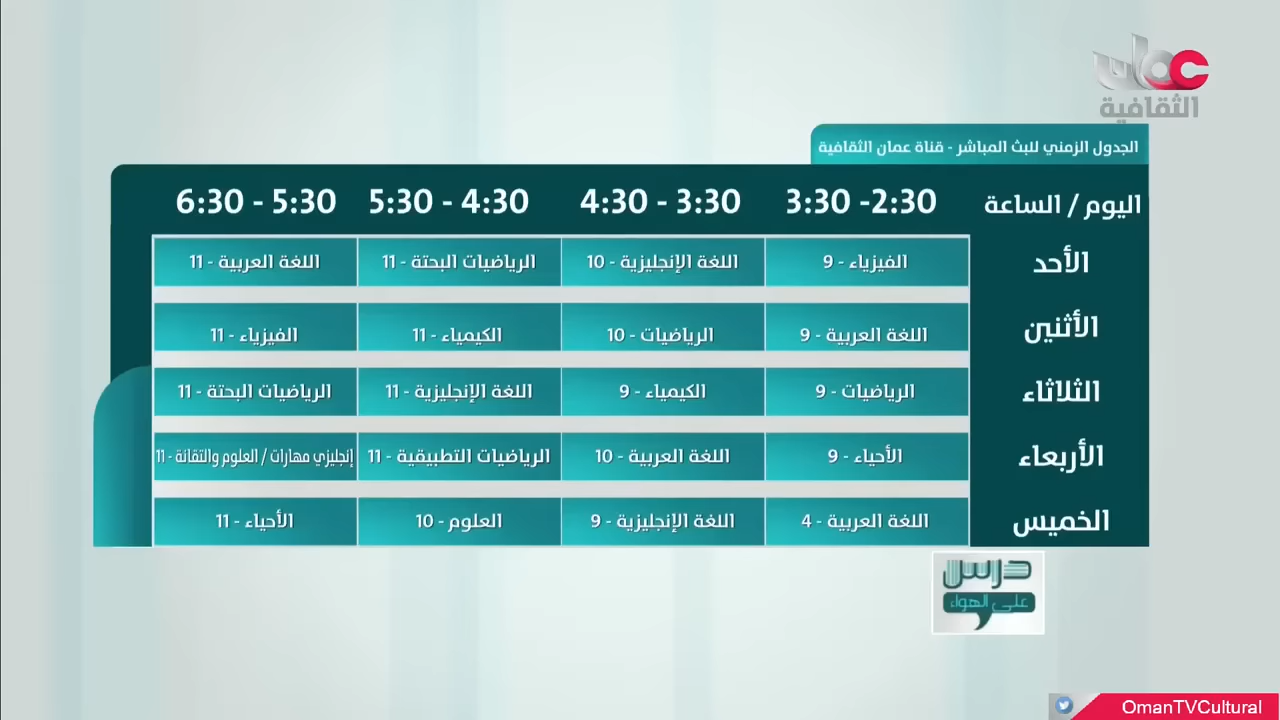 عمان
الثقافية
الجدول الزمني للبث المباشر - قناة عمان الثقافية
اليوم / الساعة 2:30- 3:30 3:30 - 4:30 4:30 - 5:30 5:30 - 6:30
الأحد الفيزياء - 9 اللغة الإنجليزية - 10 الرياضيات البحتة - 11 اللغة العربية - 11
الأثنين اللغة العربية - 9 الرياضيات - 10 الكيمياء - 11 الفيزياء - 11
الثلاثاء الرياضيات - 9 الكيمياء - 9 اللغة الإنجليزية - 11 الرياضيات البحتة - 11
الأربعاء الأحياء - 9 اللغة العربية - 10 الرياضيات التطبيقية - 11 إنجليزي مهارات / العلوم والتقانة - 11
الخميس اللغة العربية - 4 اللغة الإنجليزية - 9 العلوم - 10 الأحياء - 11
درس
على الهواء
OmanTVCultural